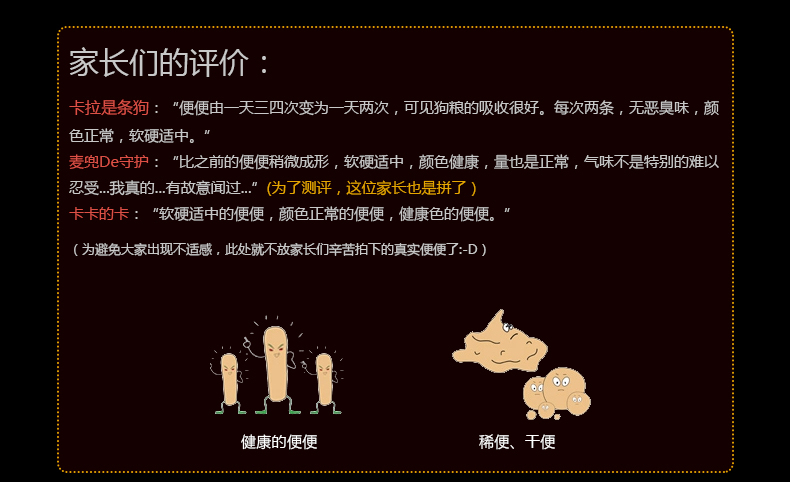 家长们的评价：
卡拉是条狗：“便便由一天三四次变为一天两次，可见狗粮的吸收很好。每次两条，无恶臭味，颜
色正常，软硬适中。”
麦兜De守护：“比之前的便便稍微成形，软硬适中，颜色健康，量也是正常，气味不是特别的难以
忍受...我真的...有故意闻过...”(为了测评，这位家长也是拼了）
卡卡的卡：“软硬适中的便便，颜色正常的便便，健康色的便便。”
（为避免大家出现不适感，此处就不放家长们辛苦拍下的真实便便了:-D）
健康的便便
稀便、干便